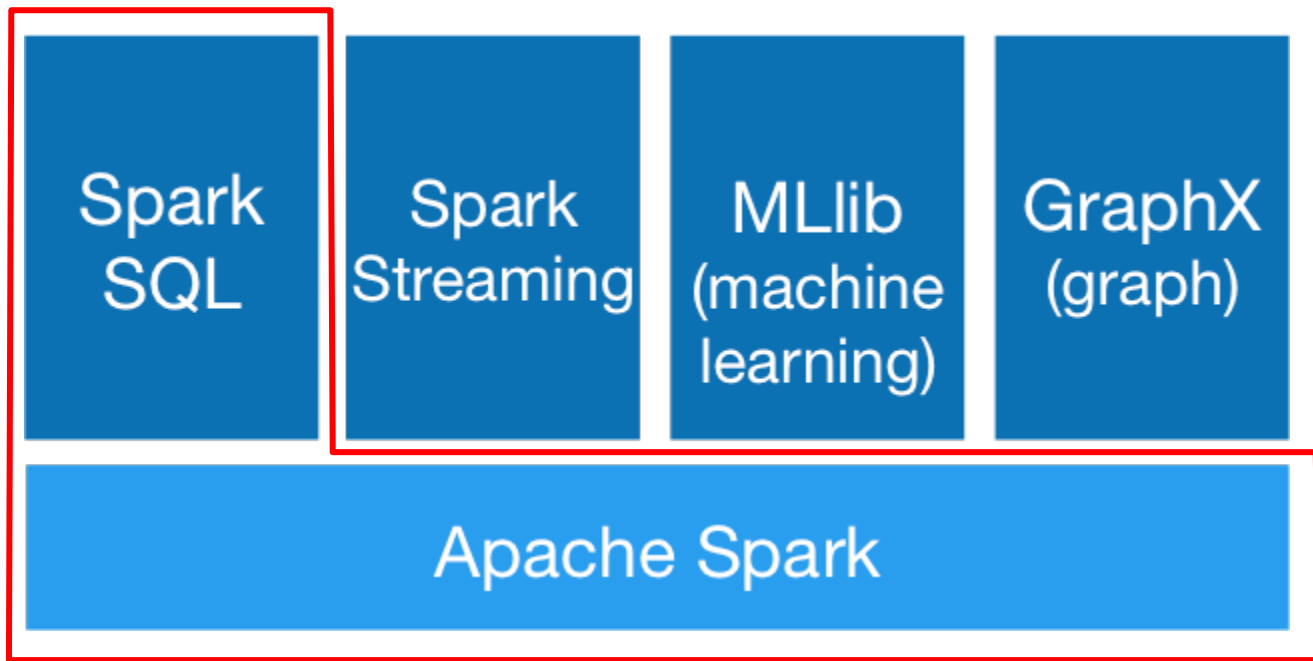 Spark
SQL
Spark
Streaming
MLlib
(machine
learning)
GraphX
(graph)
Apache Spark